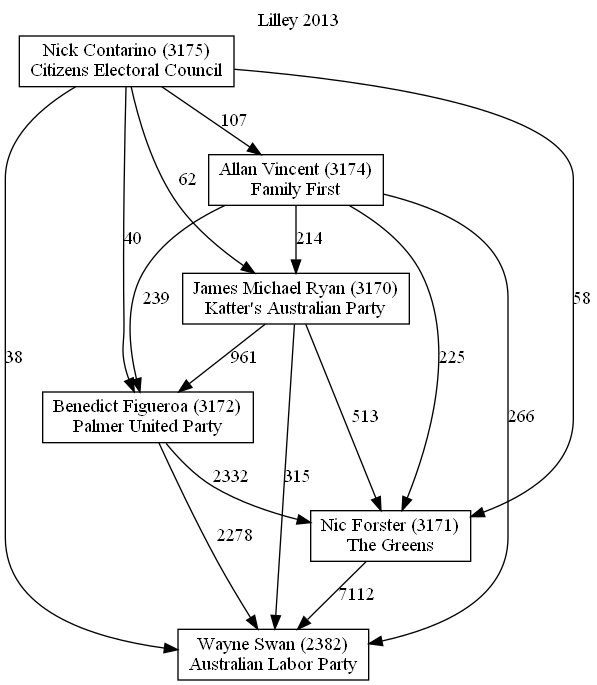 Lilley 2013
Nick Contarino (3175)
Citizens Electoral Council
107
Allan Vincent (3174)
Family First
62
40
214
James Michael Ryan (3170)
Katter's Australian Party
239
58
38
961
225
Benedict Figueroa (3172)
Palmer United Party
513
266
2332
315
Nic Forster (3171)
The Greens
2278
7112
Wayne Swan (2382)
Australian Labor Party